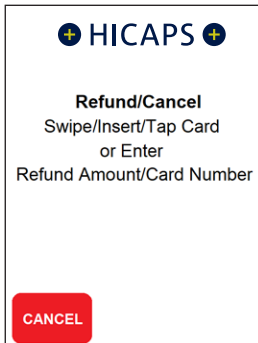 HICAPS
Refund/Cancel
Swipe/Insert/Tap Card
or Enter
Refund Amount/Card Number
CANCEL